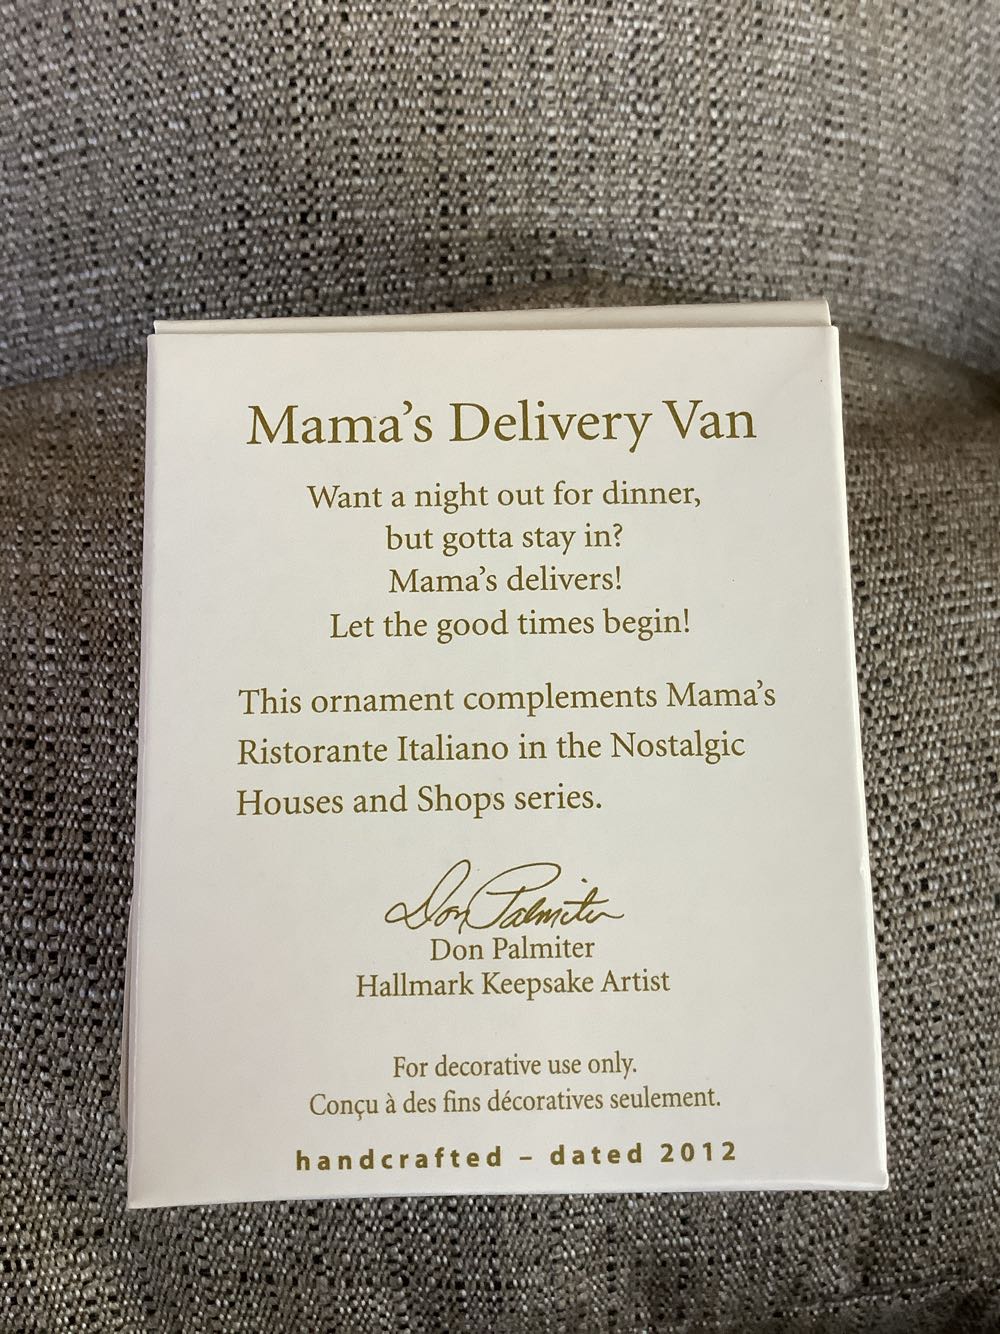 Mama's Delivery Van
Want a night out for dinner,
but gotta stay in?
Mama's delivers!
Let the good times begin!
This ornament complements Mama's
Ristorante Italiano in the Nostalgic
Houses and Shops series.
Don Palmiter
Don Palmiter
Hallmark Keepsake Artist
For decorative use only.
Conçu à des fins décoratives seulement.
handcrafted – dated 2012